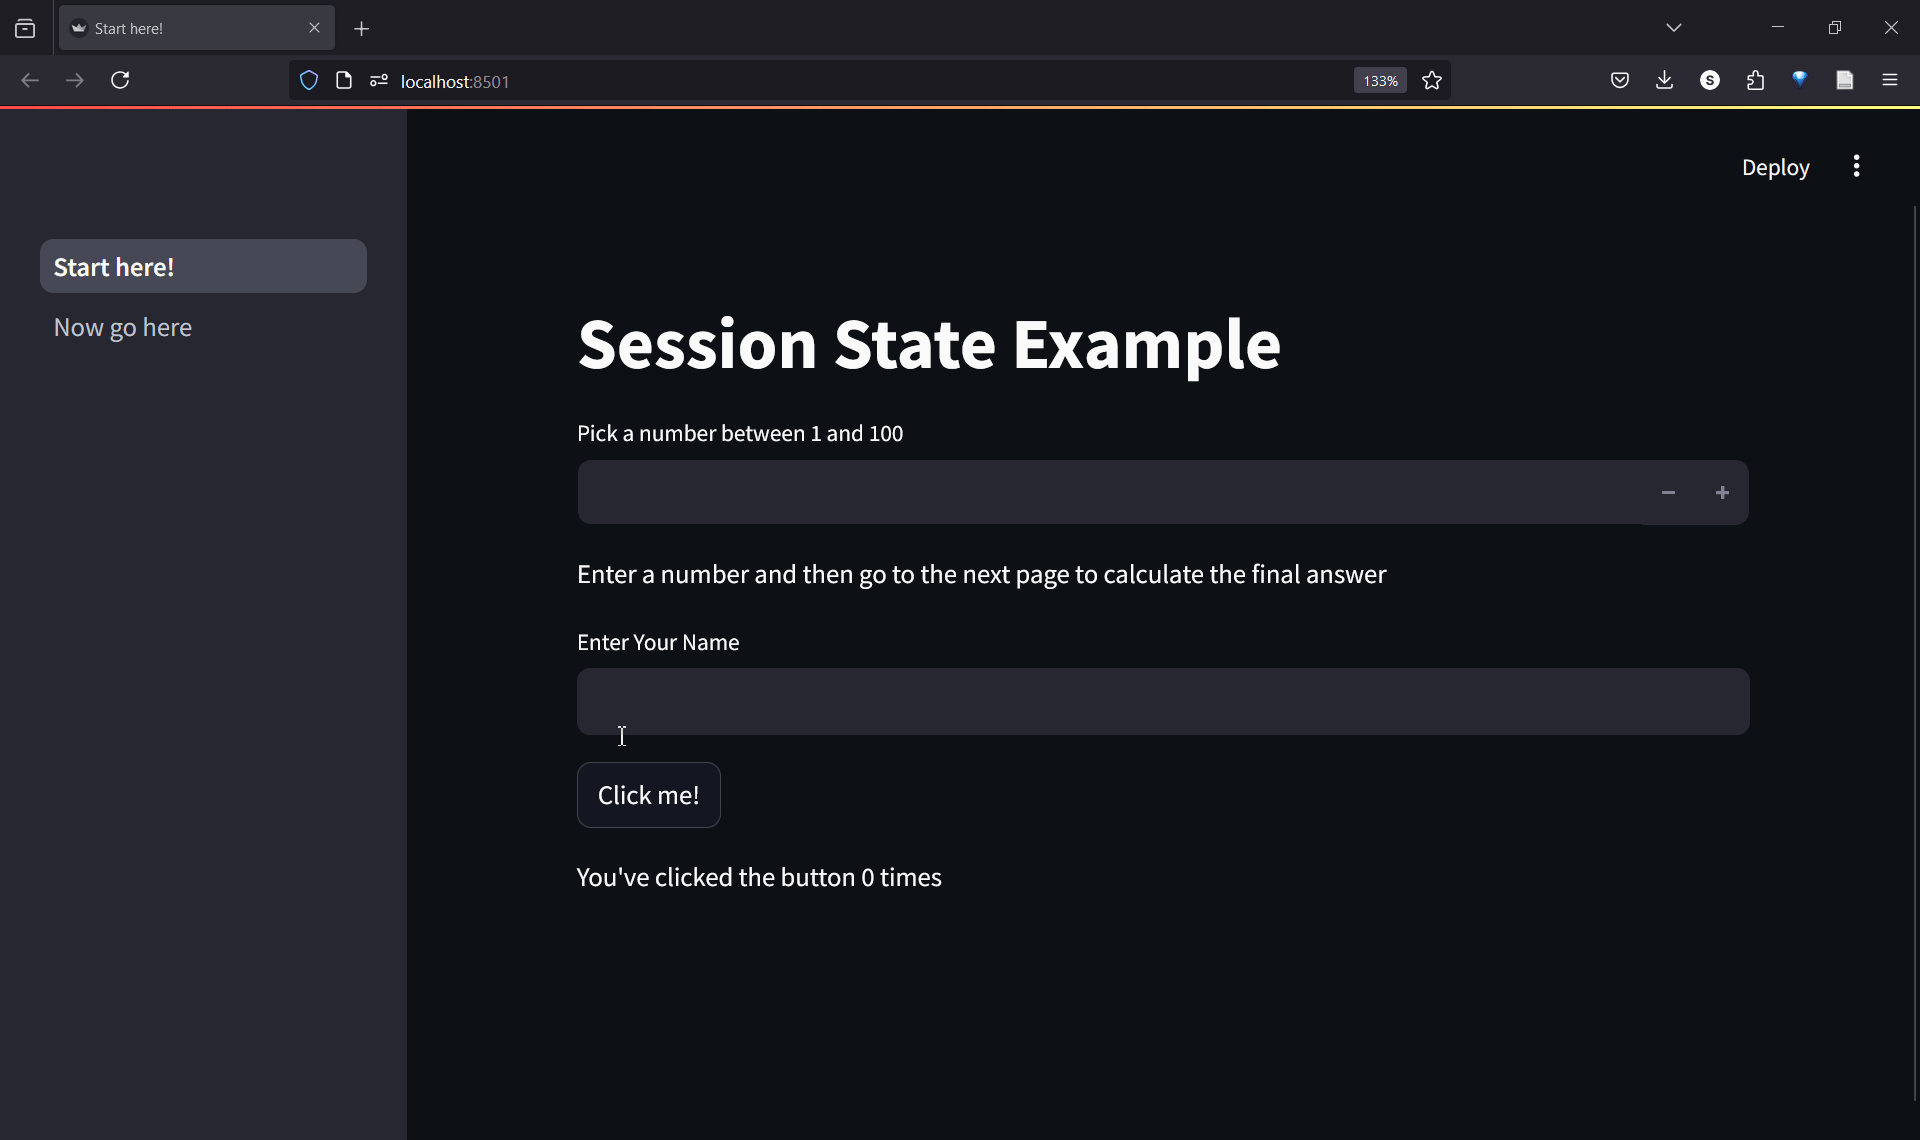 Start here!
localhost:8501
133%
S
Deploy
Start here!
Now go here
Session State Example
Pick a number between 1 and 100
Enter a number and then go to the next page to calculate the final answer
Enter Your Name
Click me!
You've clicked the button 0 times